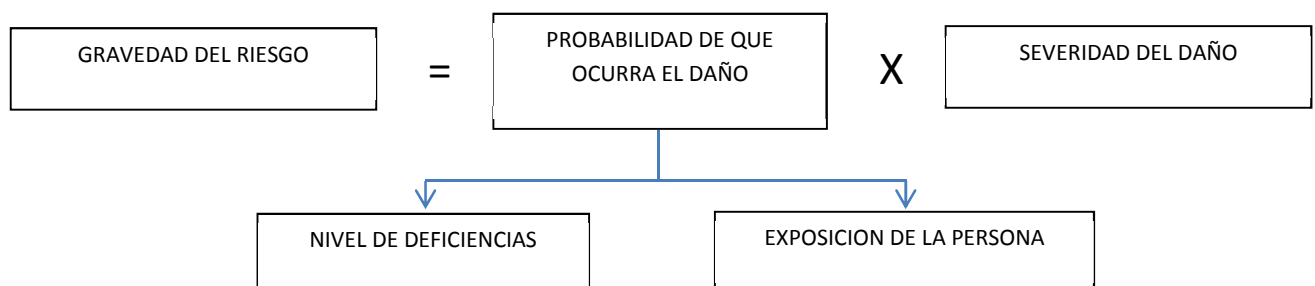 GRAVEDAD DEL RIESGO
=
PROBABILIDAD DE QUE
OCURRA EL DAÑO
X
SEVERIDAD DEL DAÑO
NIVEL DE DEFICIENCIAS
EXPOSICION DE LA PERSONA